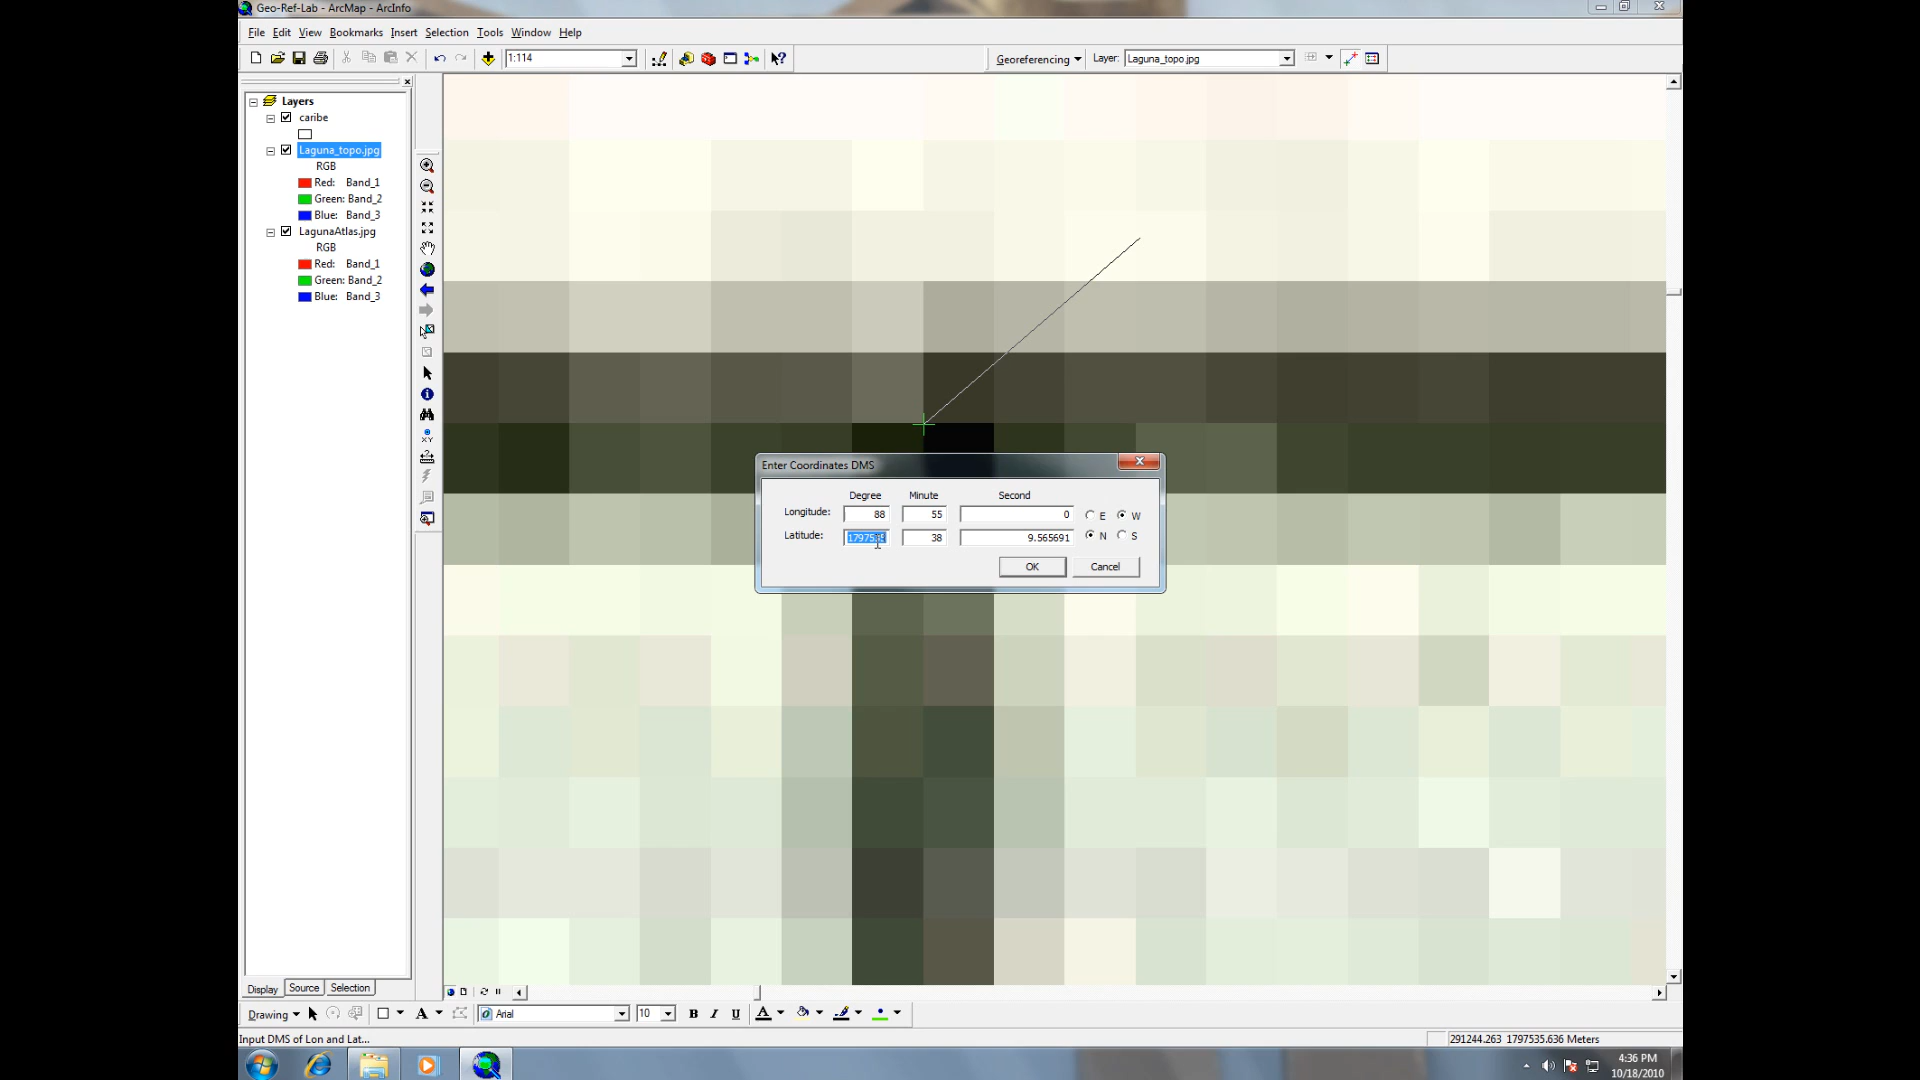 Geo-Ref-Lab - ArcMap - ArcInfo
File Edit View Bookmarks Insert Selection Tools Window Help
1:114
Georeferencing Layer: Laguna_topo.jpg
Layers
caribe
Laguna_topo.jpg
RGB
Red: Band_1
Green: Band_2
Blue: Band_3
LagunaAtlas.jpg
RGB
Red: Band_1
Green: Band_2
Blue: Band_3
Enter Coordinates DMS
Degree Minute Second
Longitude: 88 55 0 E W
Latitude: 38 9.565691 N S
OK Cancel
Display Source Selection
Drawing A Arial 10 B I U A
Input DMS of Lon and Lat...
291244.263 1797535.636 Meters
4:36 PM
10/18/2010